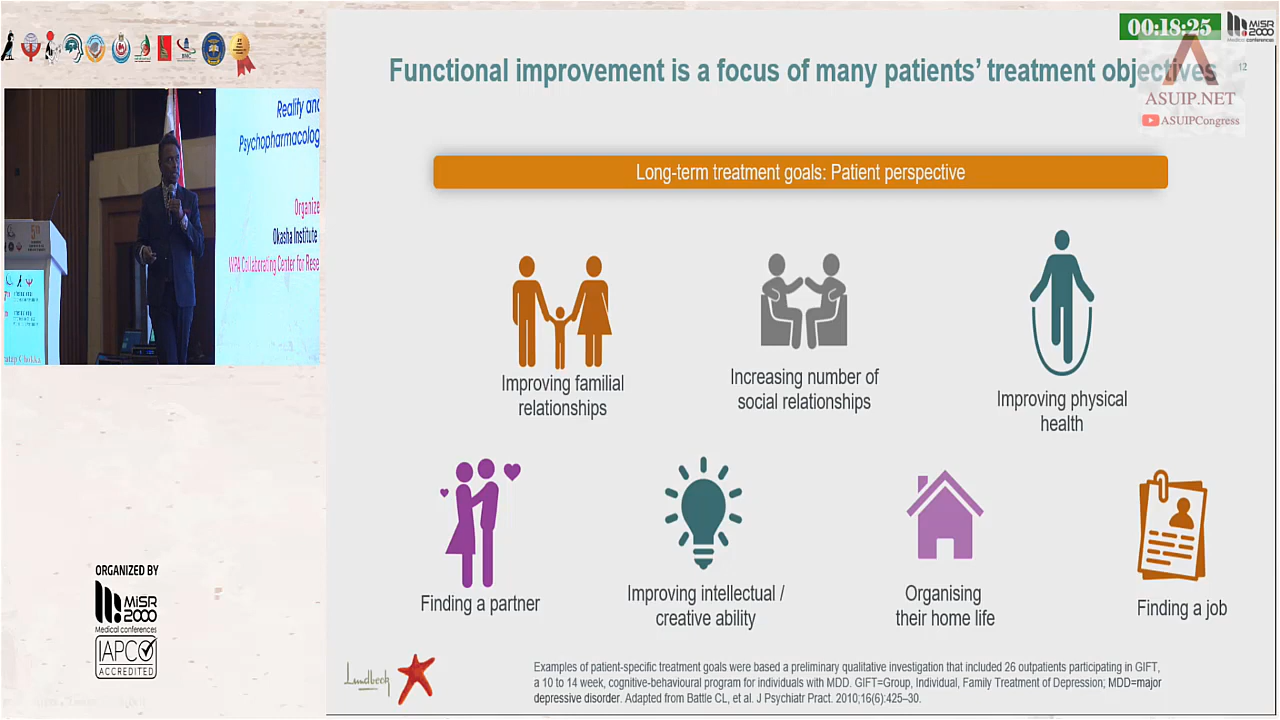 00:18:25
MISR
2000
Medical conferences
Functional improvement is a focus of many patients’ treatment objectives
12
ASUIP.NET
ASUIPCongress
Long-term treatment goals: Patient perspective
Improving familial
relationships
Increasing number of
social relationships
Improving physical
health
Finding a partner
Improving intellectual /
creative ability
Organising
their home life
Finding a job
Lundbeck
Examples of patient-specific treatment goals were based a preliminary qualitative investigation that included 26 outpatients participating in GIFT,
a 10 to 14 week, cognitive-behavioural program for individuals with MDD. GIFT=Group, Individual, Family Treatment of Depression; MDD=major
depressive disorder. Adapted from Battle CL, et al. J Psychiatr Pract. 2010;16(6):425–30.
Reality and
Psychopharmacolog
Organize
Okasha Institute
WPA Collaborating Center for Rese
ORGANIZED BY
MISR
2000
Medical conferences
IAPCO
ACCREDITED